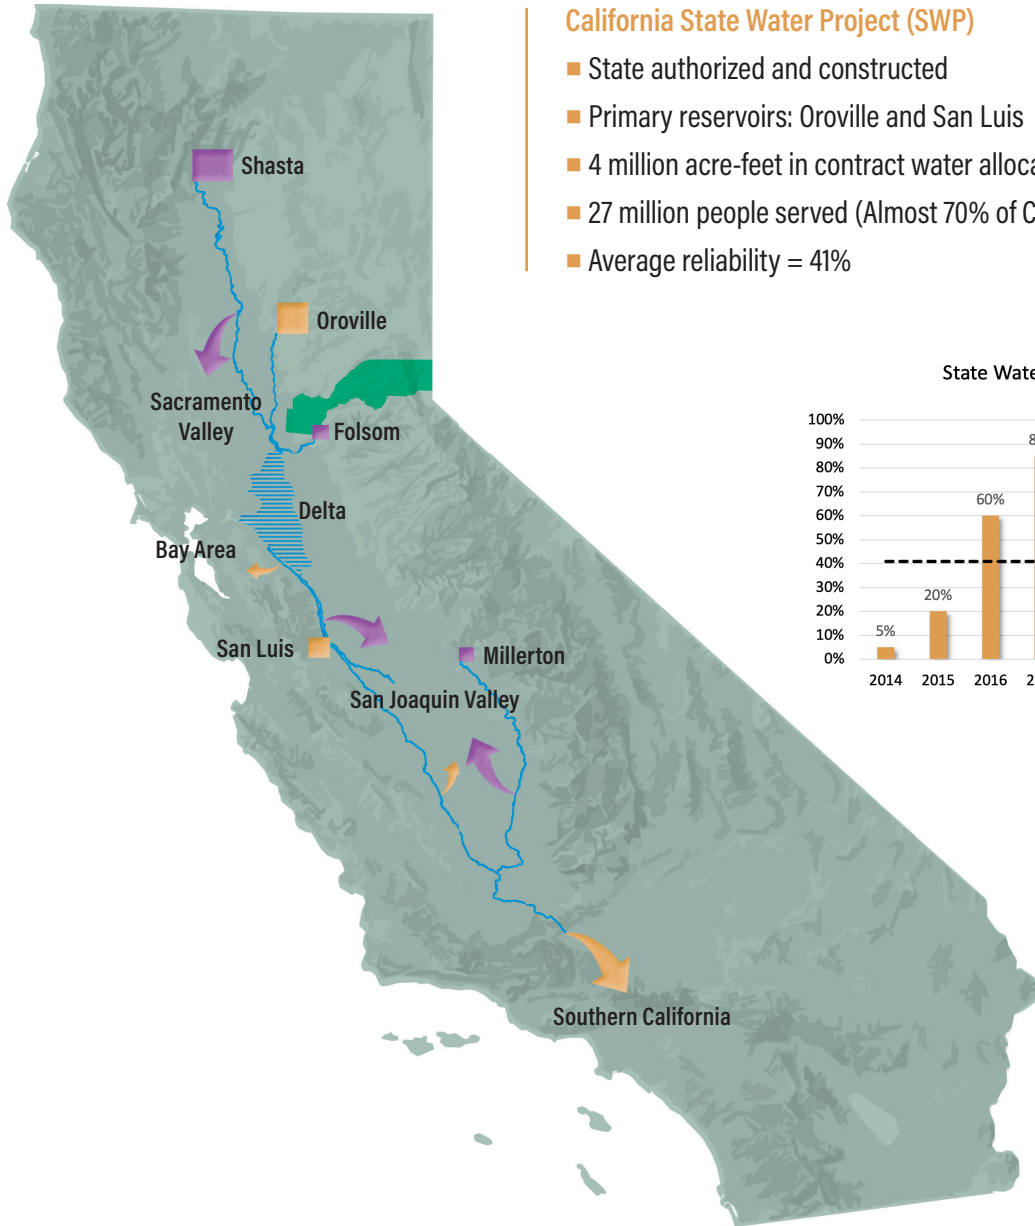 California State Water Project (SWP)
■ State authorized and constructed
■ Primary reservoirs: Oroville and San Luis
■ 4 million acre-feet in contract water
■ 27 million people served (Almost 70% of
■ Average reliability = 41%
Shasta
Oroville
Sacramento
Valley
Folsom
Delta
Bay Area
San Luis
Millerton
San Joaquin Valley
Southern California
State
100%
90%
80%
70%
60%
50%
40%
30%
20%
10%
0%
5%
20%
60%
2014
2015
2016